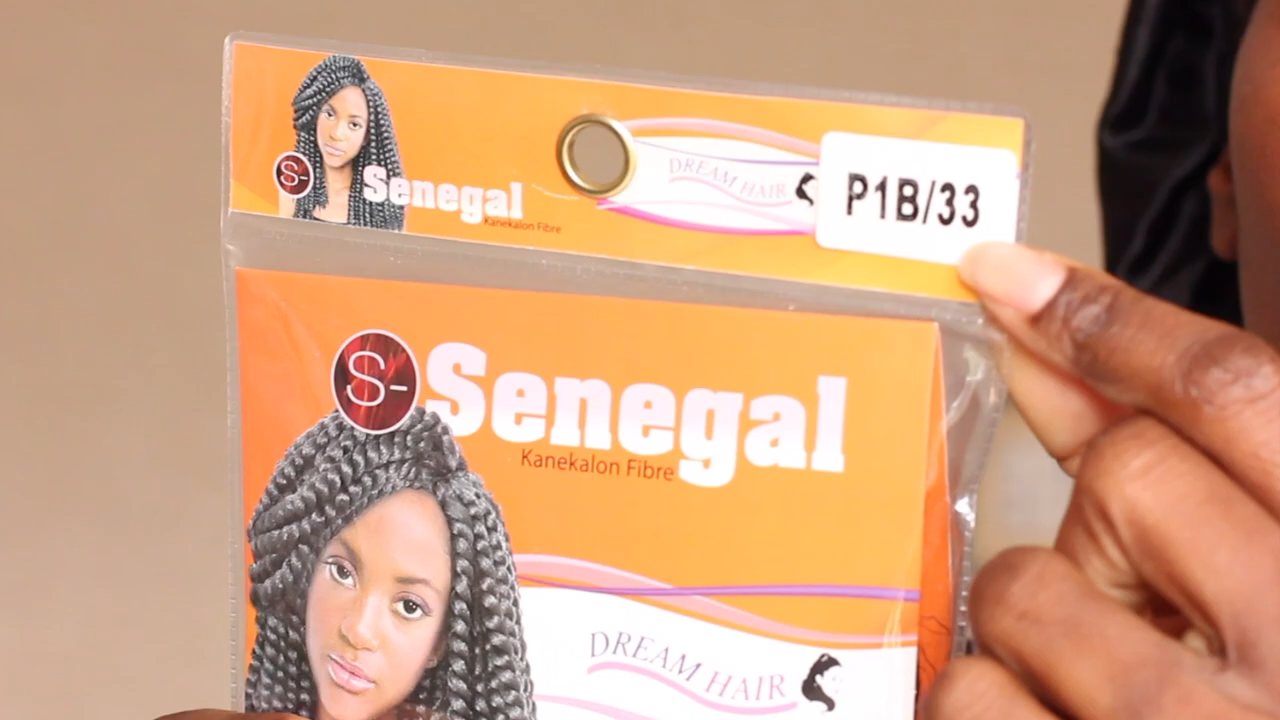 S-
Senegal
Kanekalon Fibre
DREAM HAIR
P1B/33
S-
Senegal
Kanekalon Fibre
DREAM HAIR